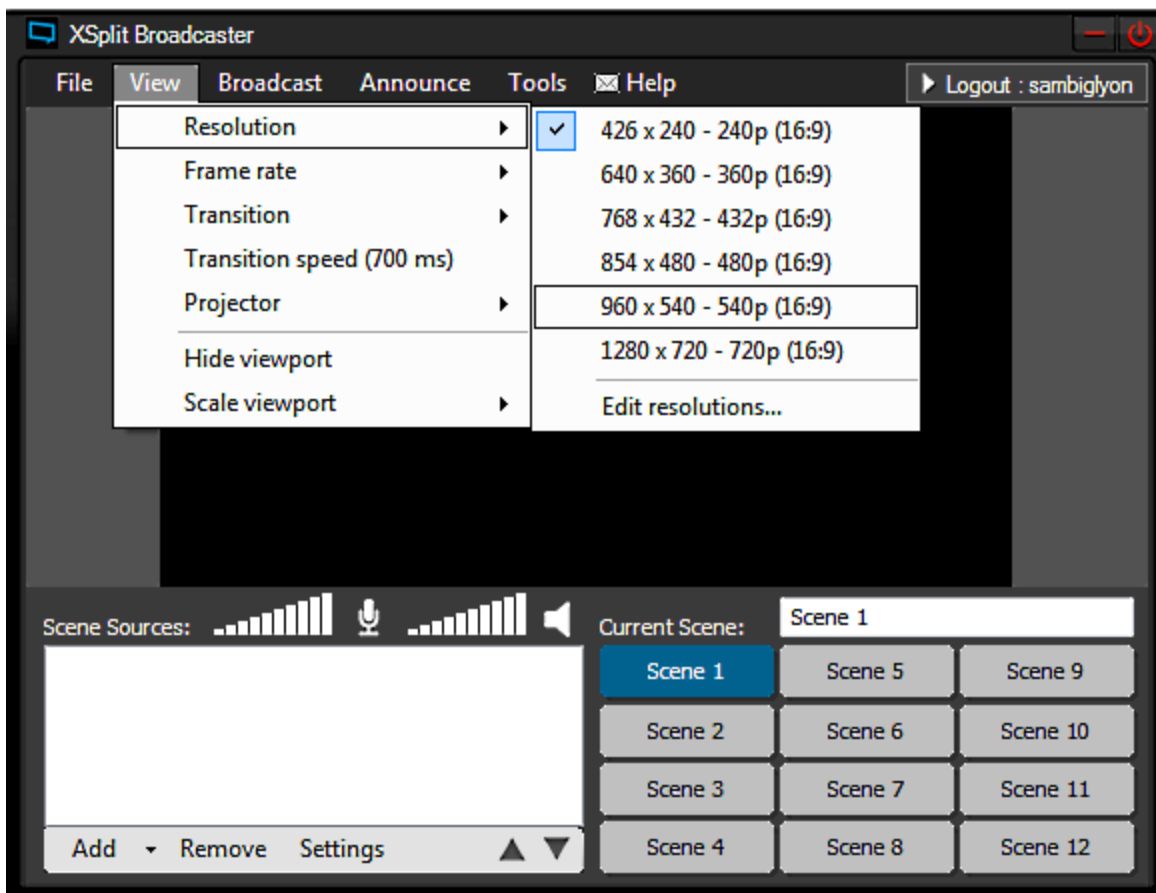 XSplit Broadcaster
File View Broadcast Announce Tools Help Logout : sambiglyon
Resolution
Frame rate
Transition
Transition speed (700 ms)
Projector
Hide viewport
Scale viewport
426 x 240 - 240p (16:9)
640 x 360 - 360p (16:9)
768 x 432 - 432p (16:9)
854 x 480 - 480p (16:9)
960 x 540 - 540p (16:9)
1280 x 720 - 720p (16:9)
Edit resolutions...
Scene Sources:
Add Remove Settings
Current Scene: Scene 1
Scene 1 Scene 5 Scene 9
Scene 2 Scene 6 Scene 10
Scene 3 Scene 7 Scene 11
Scene 4 Scene 8 Scene 12